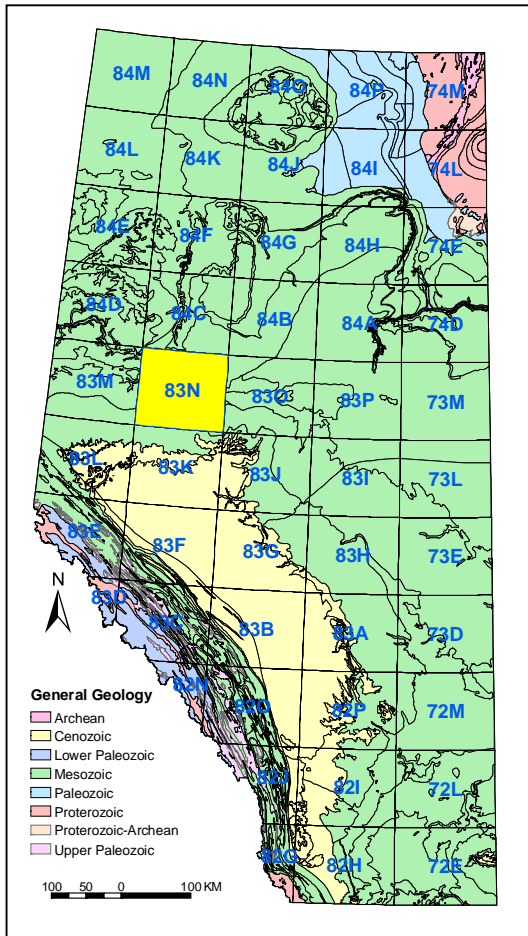 84M 84N 84O 84P 74M
84L 84K 84J 84I 74L
84E 84F 84G 84H 74E
84D 84C 84B 84A 74D
83M 83N 83O 83P 73M
83L 83K 83J 83I 73L
83E 83F 83G 83H 73E
83D 83C 83B 83A 73D
N
82N 82O 82P 72M
82J 82I 72L
82G 82H 72E
General Geology
Archean
Cenozoic
Lower Paleozoic
Mesozoic
Paleozoic
Proterozoic
Proterozoic-Archean
Upper Paleozoic
100 50 0 100 KM